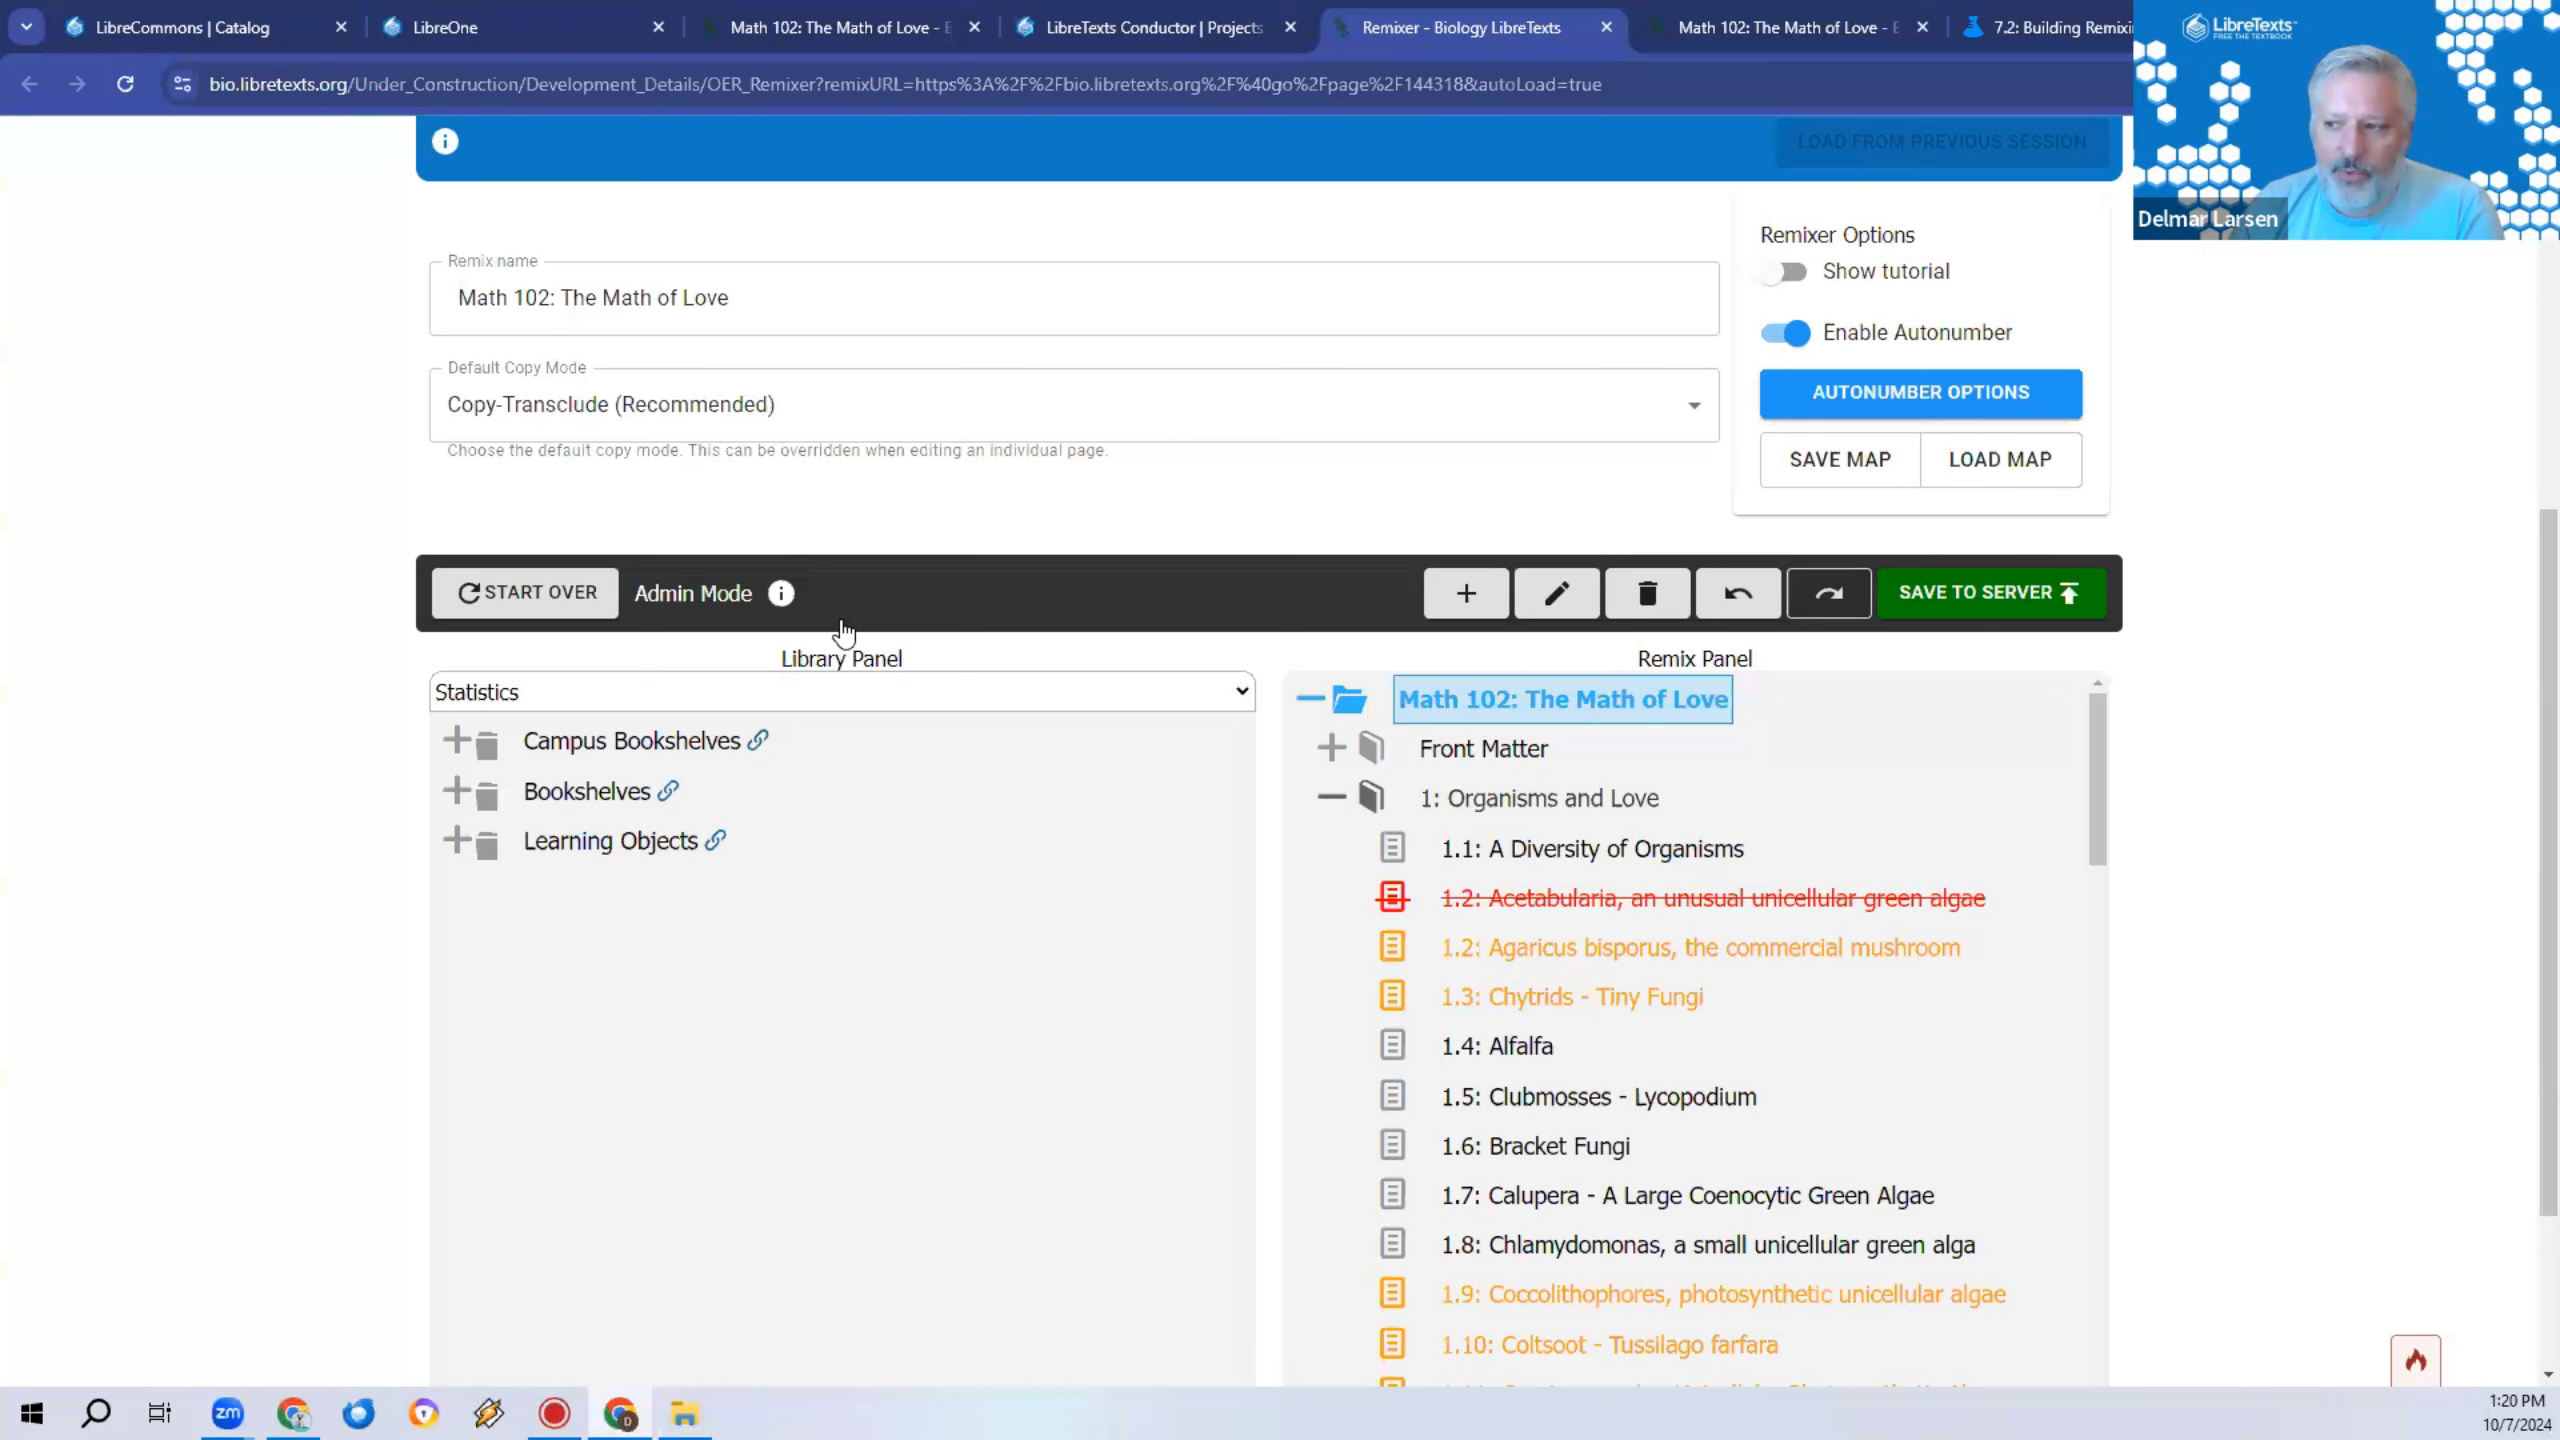 LibreCommons | Catalog
LibreOne
Math 102: The Math of Love - E
LibreTexts Conductor | Projects
Remixer - Biology LibreTexts
Math 102: The Math of Love - E
7.2: Building Remixi
bio.libretexts.org/Under_Construction/Development_Details/OER_Remixer?remixURL=https%3A%2F%2Fbio.libretexts.org%2F%40go%2Fpage%2F144318&autoLoad=true
LibreTexts
FREE THE TEXTBOOK
Delmar Larsen
LOAD FROM PREVIOUS SESSION
Remix name
Math 102: The Math of Love
Default Copy Mode
Copy-Transclude (Recommended)
Choose the default copy mode. This can be overridden when editing an individual page.
Remixer Options
Show tutorial
Enable Autonumber
AUTONUMBER OPTIONS
SAVE MAP
LOAD MAP
START OVER
Admin Mode
SAVE TO SERVER
Library Panel
Statistics
Campus Bookshelves
Bookshelves
Learning Objects
Remix Panel
Math 102: The Math of Love
Front Matter
1: Organisms and Love
1.1: A Diversity of Organisms
1.2: Acetabularia, an unusual unicellular green algae
1.2: Agaricus bisporus, the commercial mushroom
1.3: Chytrids - Tiny Fungi
1.4: Alfalfa
1.5: Clubmosses - Lycopodium
1.6: Bracket Fungi
1.7: Calupera - A Large Coenocytic Green Algae
1.8: Chlamydomonas, a small unicellular green alga
1.9: Coccolithophores, photosynthetic unicellular algae
1.10: Coltsoot - Tussilago farfara
zm
D
1:20 PM
10/7/2024